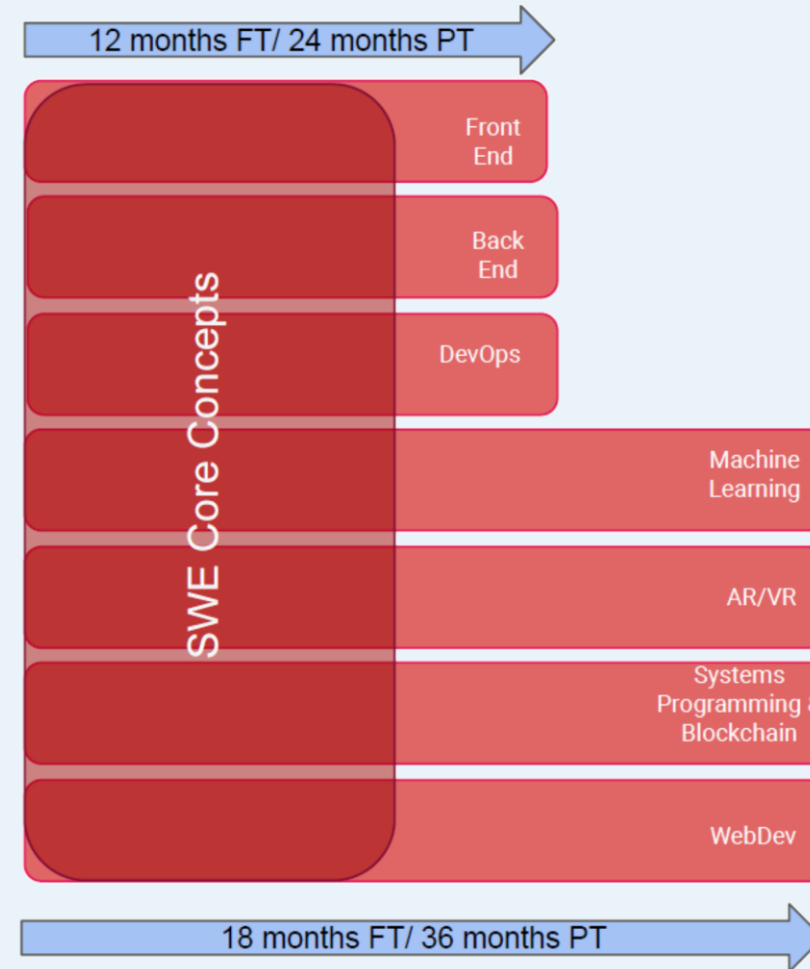 12 months FT/ 24 months PT
Front
End
Back
End
DevOps
SWE Core Concepts
Machine
Learning
AR/VR
Systems
Programming &
Blockchain
WebDev
18 months FT/ 36 months PT